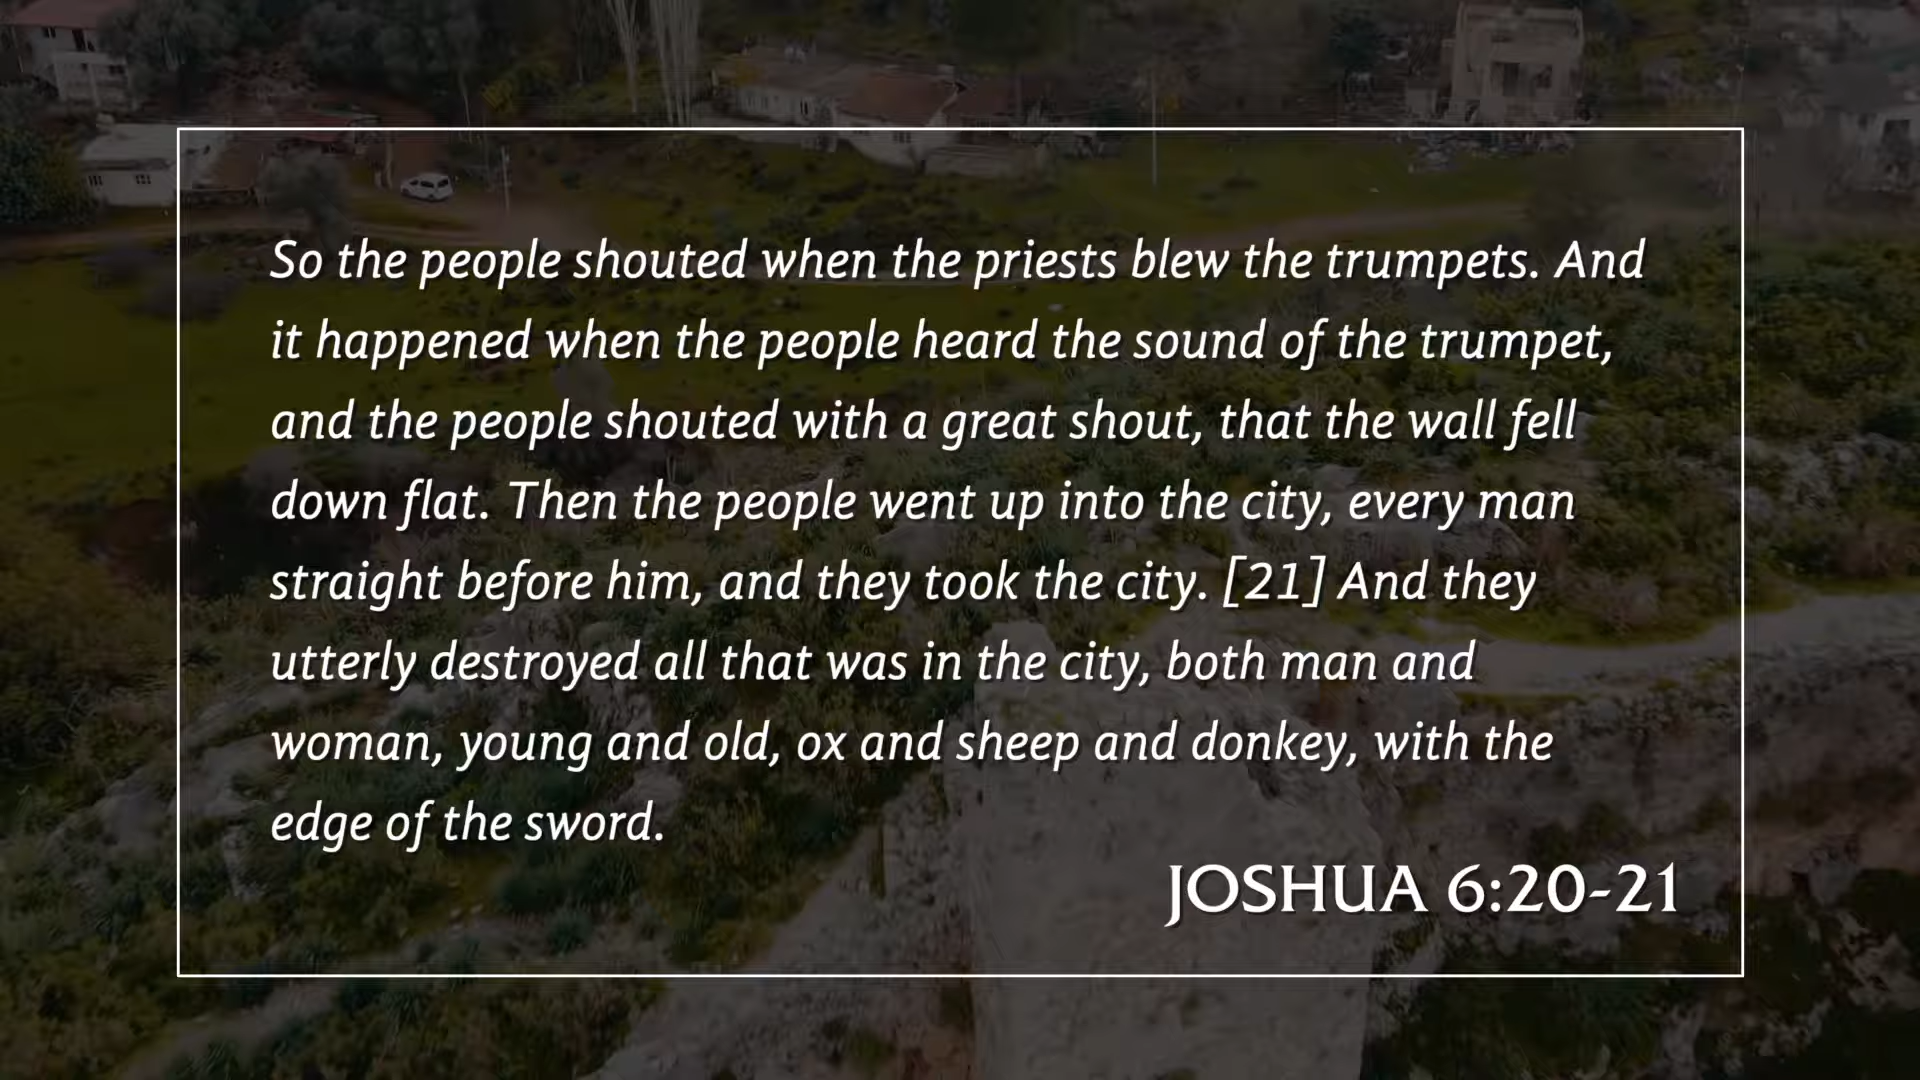 So the people shouted when the priests blew the trumpets. And
it happened when the people heard the sound of the trumpet,
and the people shouted with a great shout, that the wall fell
down flat. Then the people went up into the city, every man
straight before him, and they took the city. [21] And they
utterly destroyed all that was in the city, both man and
woman, young and old, ox and sheep and donkey, with the
edge of the sword.
JOSHUA 6:20-21